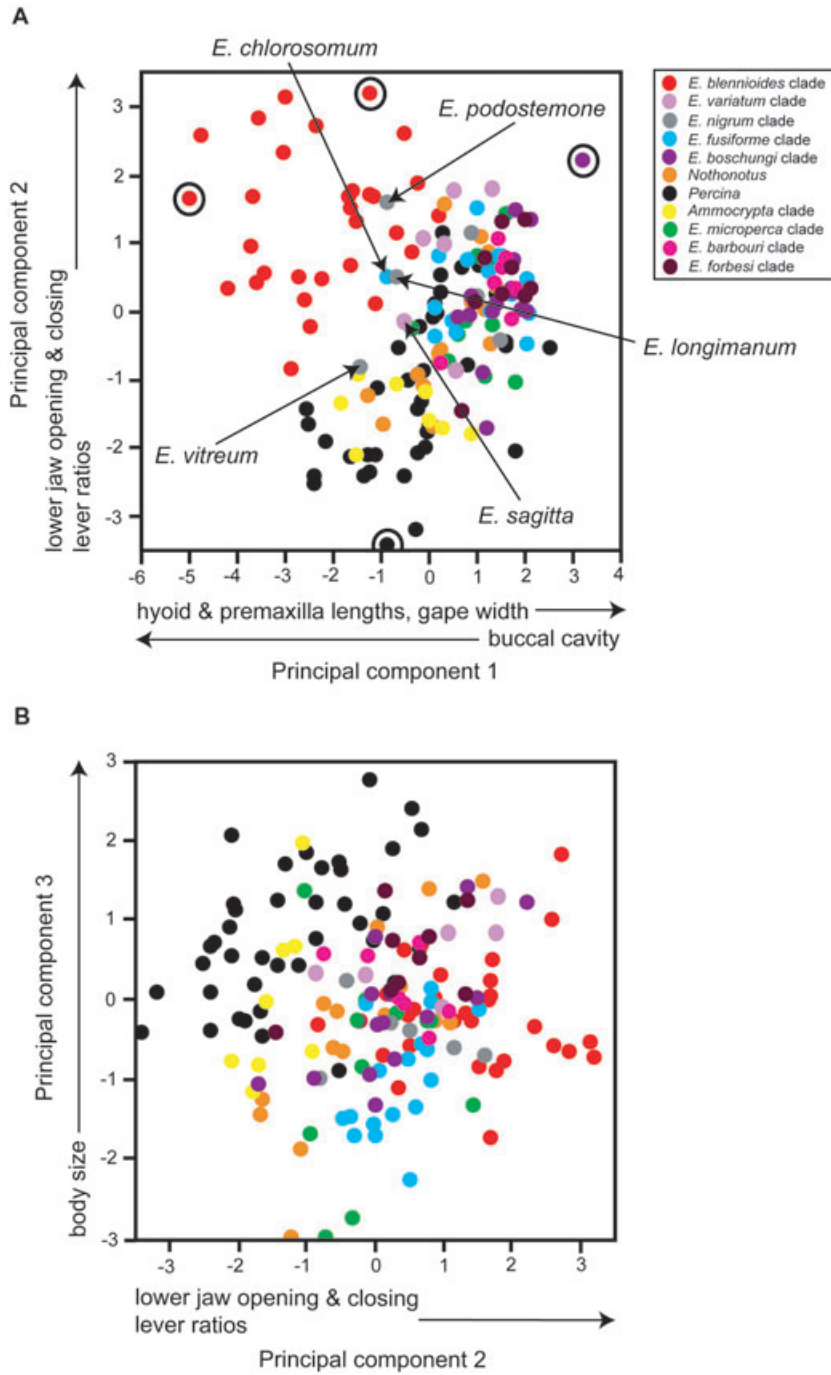 A
E. chlorosomum
E. podostemone
E. longimanum
E. vitreum
E. sagitta
E. blennioides clade
E. variatum clade
E. nigrum clade
E. fusiforme clade
E. boschungi clade
Nothonotus
Percina
Ammocrypta clade
E. microperca clade
E. barbouri clade
E. forbesi clade
Principal component 2
lower jaw opening & closing
lever ratios
3
2
1
0
-1
-2
-3
-6 -5 -4 -3 -2 -1 0 1 2 3 4
hyoid & premaxilla lengths, gape width
buccal cavity
Principal component 1
B
Principal component 3
body size
3
2
1
0
-1
-2
-3
-3 -2 -1 0 1 2 3
lower jaw opening & closing
lever ratios
Principal component 2